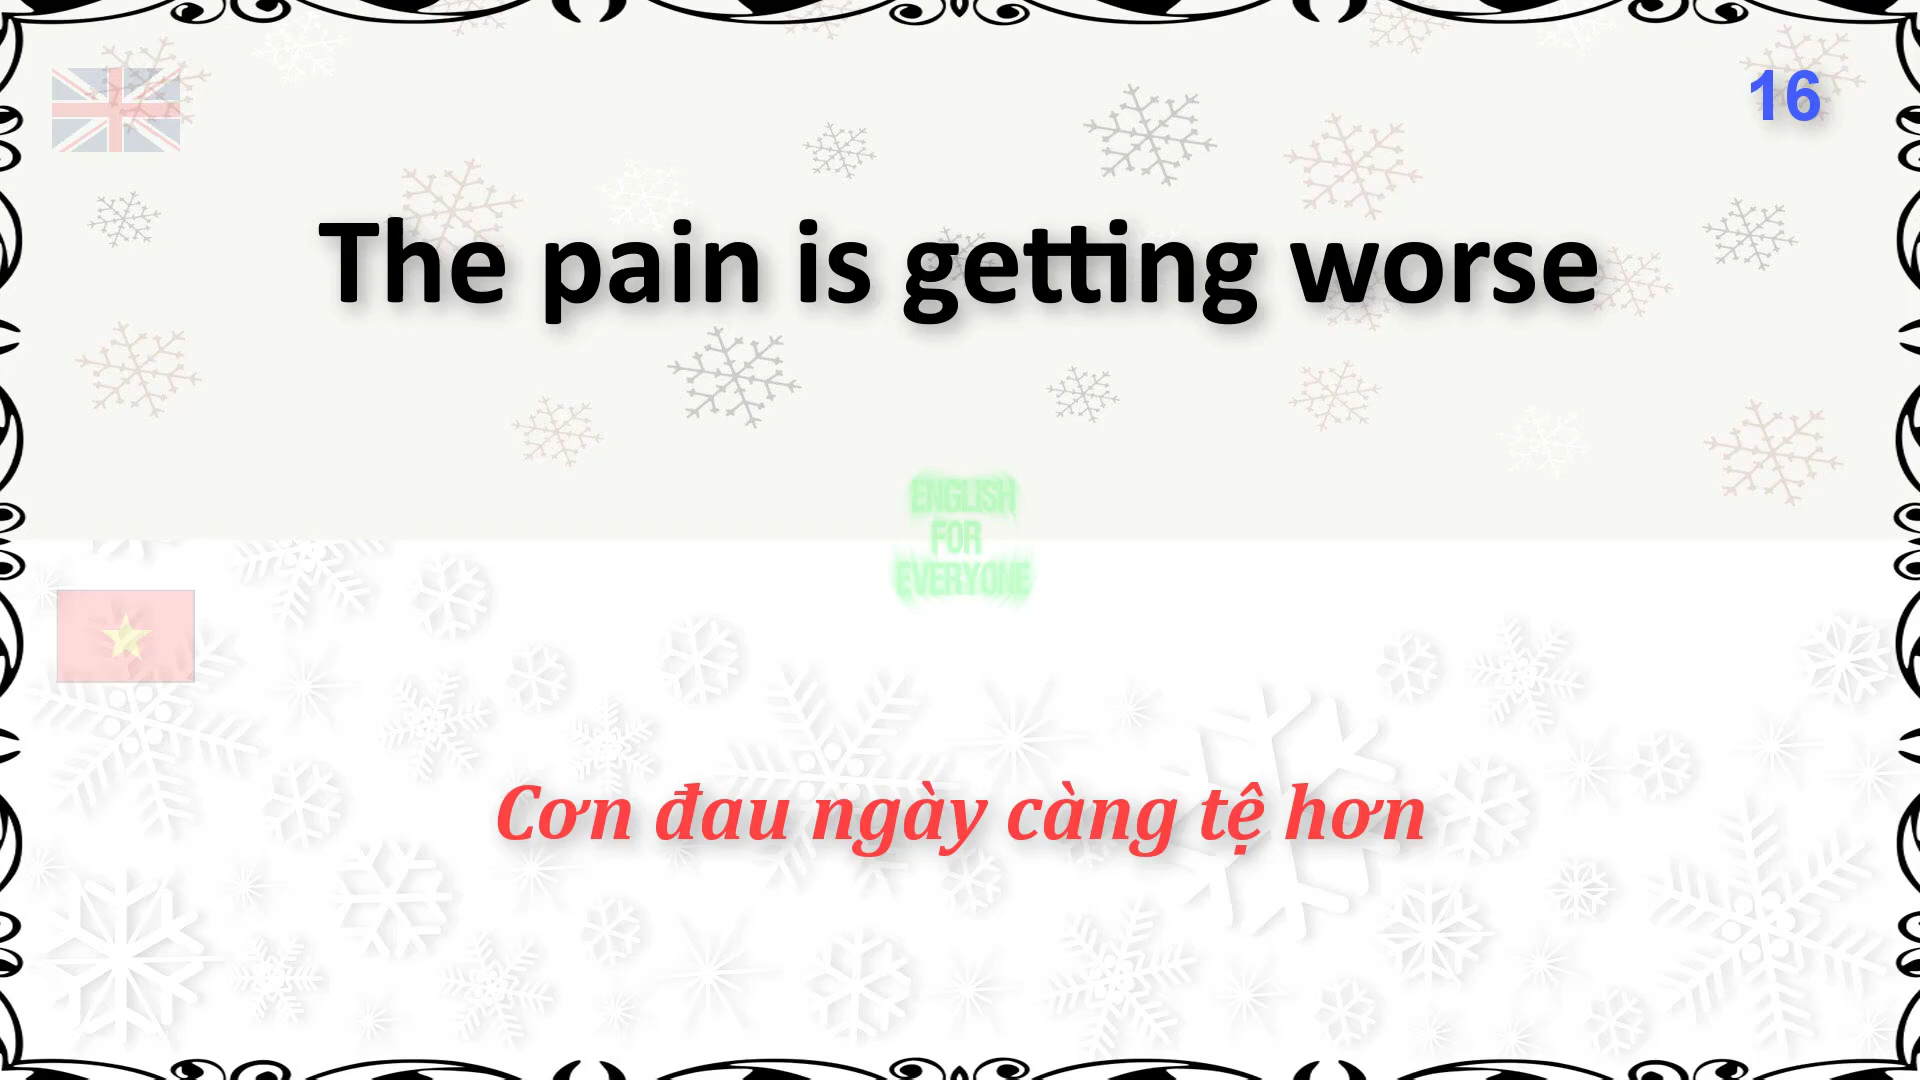 16
The pain is getting worse
ENGLISH
FOR
EVERYONE
Cơn đau ngày càng tệ hơn